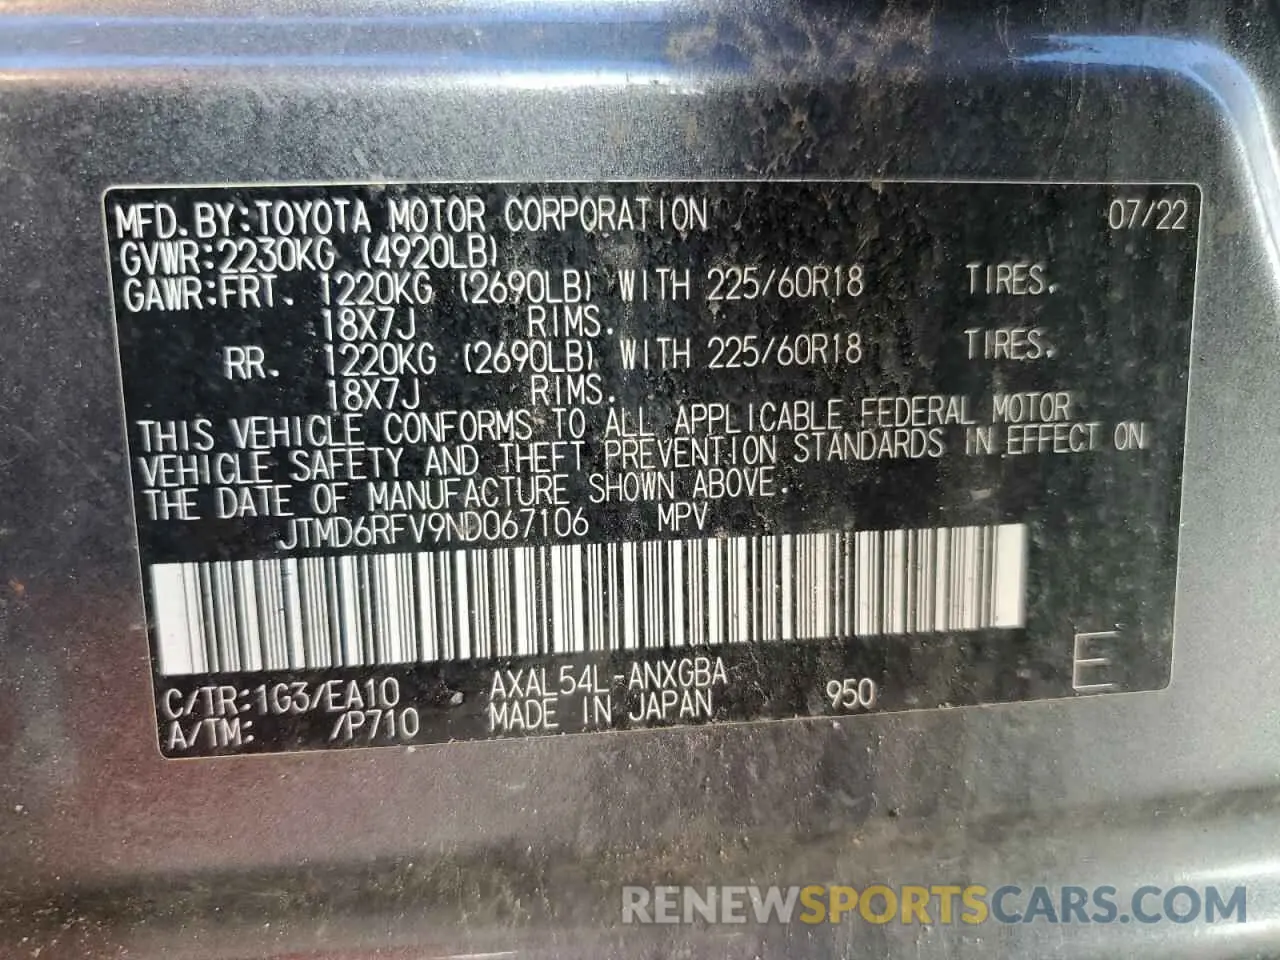 MFD.BY:TOYOTA MOTOR CORPORATION 07/22
GVWR:2230KG (4920LB)
GAWR:FRT. 1220KG (2690LB) WITH 225/60R18 TIRES.
18X7J RIMS.
RR. 1220KG (2690LB) WITH 225/60R18 TIRES.
18X7J RIMS.
THIS VEHICLE CONFORMS TO ALL APPLICABLE FEDERAL MOTOR
VEHICLE SAFETY AND THEFT PREVENTION STANDARDS IN EFFECT ON
THE DATE OF MANUFACTURE SHOWN ABOVE.
JTMD6RFV9ND067106 MPV
C/TR:1G3/EA10 AXAL54L-ANXGBA 950 E
A/TM: /P710 MADE IN JAPAN
RENEWSPORTSCARS.COM